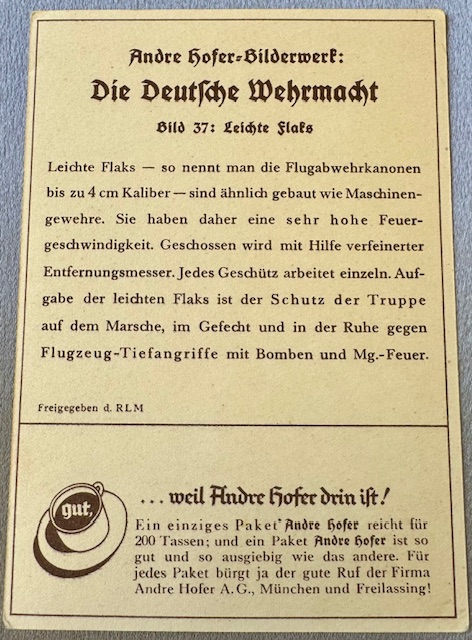 Andre Hofer-Bilderwerk:
Die Deutsche Wehrmacht
Bild 37: Leichte Flaks
Leichte Flaks — so nennt man die Flugabwehrkanonen
bis zu 4 cm Kaliber — sind ähnlich gebaut wie Maschinen-
gewehre. Sie haben daher eine sehr hohe Feuer-
geschwindigkeit. Geschossen wird mit Hilfe verfeinerter
Entfernungsmesser. Jedes Geschütz arbeitet einzeln. Auf-
gabe der leichten Flaks ist der Schutz der Truppe
auf dem Marsche, im Gefecht und in der Ruhe gegen
Flugzeug-Tiefangriffe mit Bomben und Mg.-Feuer.
Freigegeben d. RLM
gut,
... weil Andre Hofer drin ist!
Ein einziges Paket Andre Hofer reicht für
200 Tassen; und ein Paket Andre Hofer ist so
gut und so ausgiebig wie das andere. Für
jedes Paket bürgt ja der gute Ruf der Firma
Andre Hofer A.G., München und Freilassing!